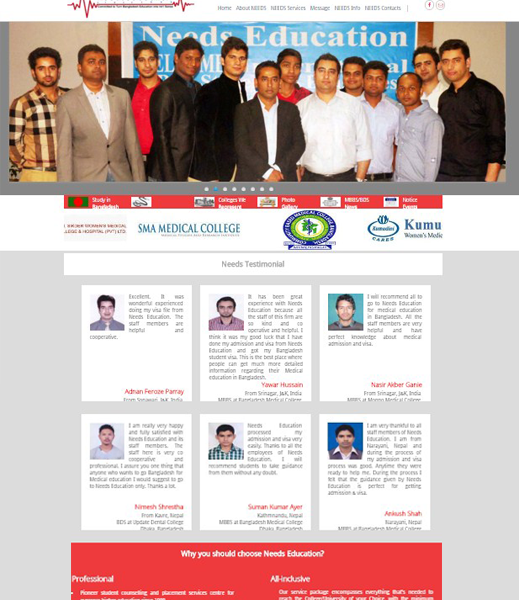 Home About NEEDS NEEDS Services Message NEEDS Info NEEDS Contacts
Needs Education
Study in Bangladesh
Colleges We Represent
Photo Gallery
MBBS/BDS News
Notice Events
SMA MEDICAL COLLEGE
Kumudini CARES
Kumu
Women's Medic
Needs Testimonial
Excellent. It was
wonderful experienced
doing my visa file from
Needs Education. The
staff members are
helpful and
cooperative.
Adnan Feroze Parray
It has been great
experience with Needs
Education because all
the staff of this firm are
so kind and co
operative and helpful. I
think it was my good luck that I have
done my admission and visa from Needs
Education and got my Bangladesh
student visa. This is the best place where
people can get much more detailed
information regarding their Medical
education in Bangladesh.
Yawar Hussain
From Srinagar, J&K, India
MBBS at Bangladesh Medical College
I will recommend all to
go to Needs Education
for medical education
in Bangladesh. All the
staff members are very
helpful and have
perfect knowledge about medical
admission and visa.
Nasir Akber Ganie
From Srinagar, J&K, India
I am really very happy
and fully satisfied with
Needs Education and its
staff members. The
staff here is very co
cooperative and
professional. I assure you one thing that
anyone who wants to go Bangladesh for
Medical education I would suggest to go
to Needs Education only. Thanks a lot.
Nirmesh Shrestha
From Kavre, Nepal
BDS at Update Dental College
Dhaka, Bangladesh
Needs Education
processed my
admission and visa very
easily. Thanks to all the
employees of Needs
Education. I will
recommend students to take guidance
from them without any doubt.
Suman Kumar Ayer
Kathmandu, Nepal
MBBS at Bangladesh Medical College
Dhaka, Bangladesh
I am very thankful to all
staff members of Needs
Education. I am from
Narayani, Nepal and
during the process of
my admission and visa
process was good. Anytime they were
ready to help me. During the process I
felt that the guidance given by Needs
Education is perfect for getting
admission & visa.
Ankush Shah
Narayani, Nepal
MBBS at Bangladesh Medical College
Why you should choose Needs Education?
Professional
Pioneer student counselling and placement services centre for
All-inclusive
Our service package encompasses everything that's needed to
reach the College/University of your Choice, with the minimum